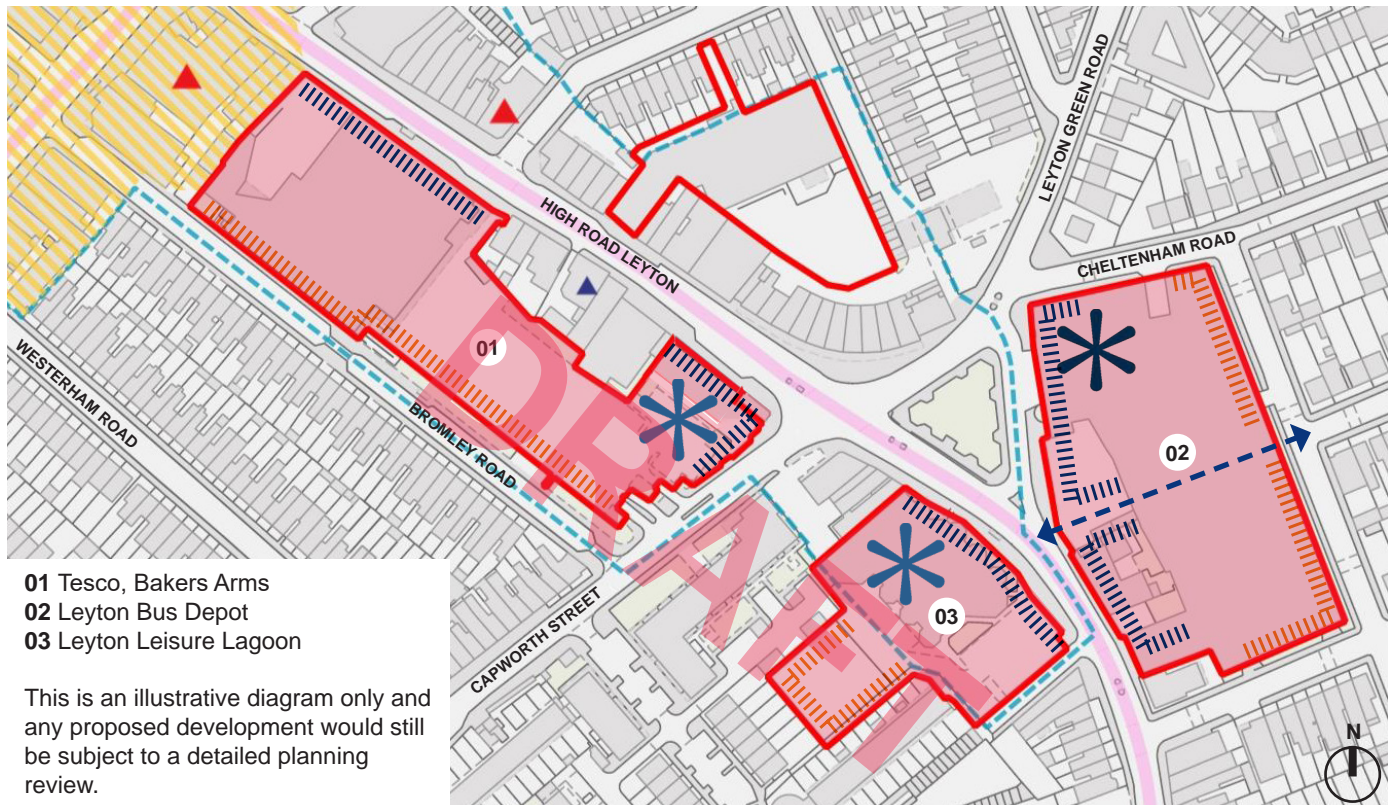 HIGH ROAD LEYTON
LEYTON GREEN ROAD
CHELTENHAM ROAD
01
02
03
WESTERHAM ROAD
BROMLEY ROAD
CAPWORTH STREET
DRAFT
01 Tesco, Bakers Arms
02 Leyton Bus Depot
03 Leyton Leisure Lagoon
This is an illustrative diagram only and
any proposed development would still
be subject to a detailed planning
review.
N